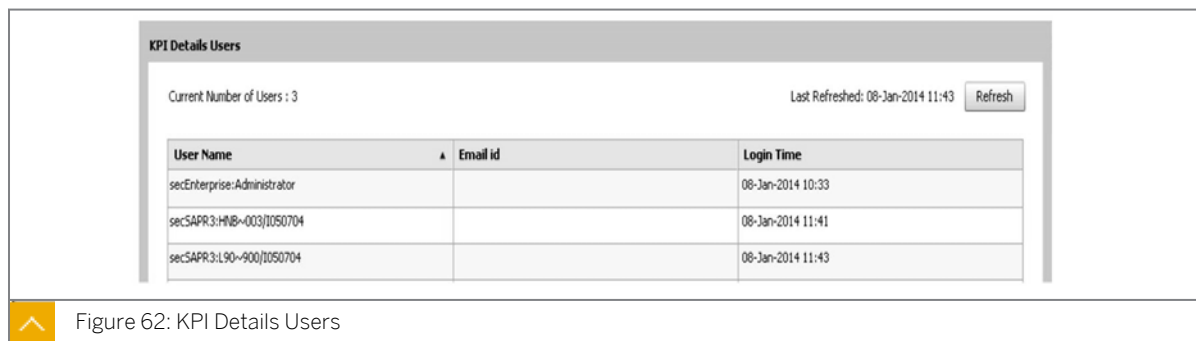 KPI Details Users
Current Number of Users : 3 Last Refreshed: 08-Jan-2014 11:43 Refresh
User Name Email id Login Time
secEnterprise:Administrator 08-Jan-2014 10:33
secSAPR3:HNB~003/I050704 08-Jan-2014 11:41
secSAPR3:L90~900/I050704 08-Jan-2014 11:43
Figure 62: KPI Details Users